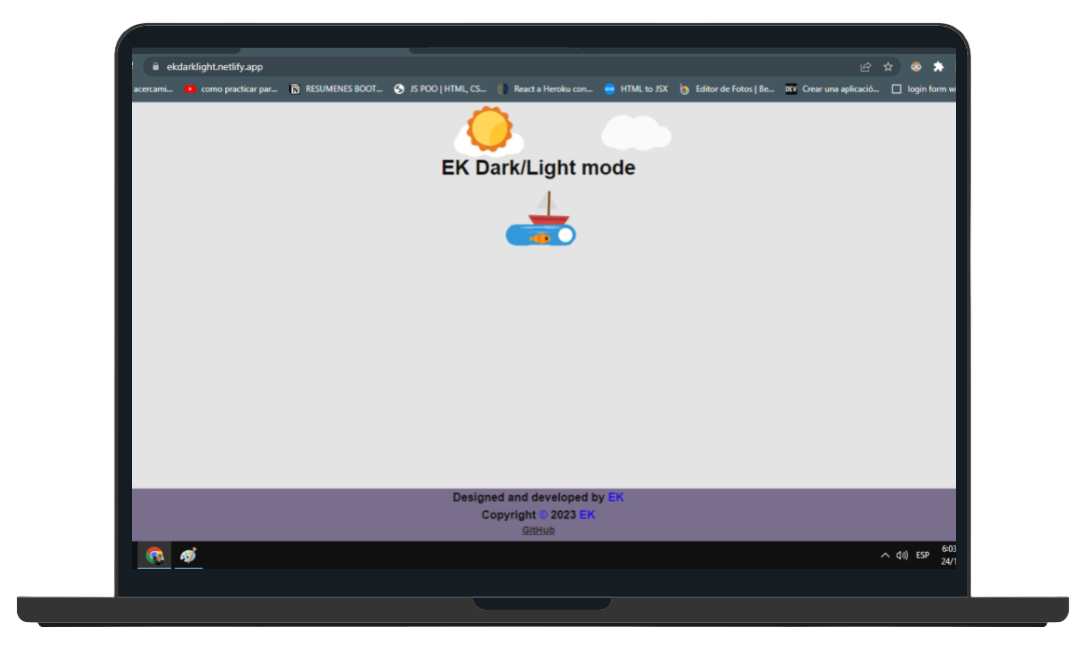 ekdarklight.netlify.app
acercami... como practicar par... RESUMENES BOOT... JS POO | HTML, CS... React a Heroku con... HTML to JSX Editor de Fotos | Be... DEV Crear una aplicació... login form w
EK Dark/Light mode
Designed and developed by EK
Copyright © 2023 EK
GitHub
ESP 6:03
24/1